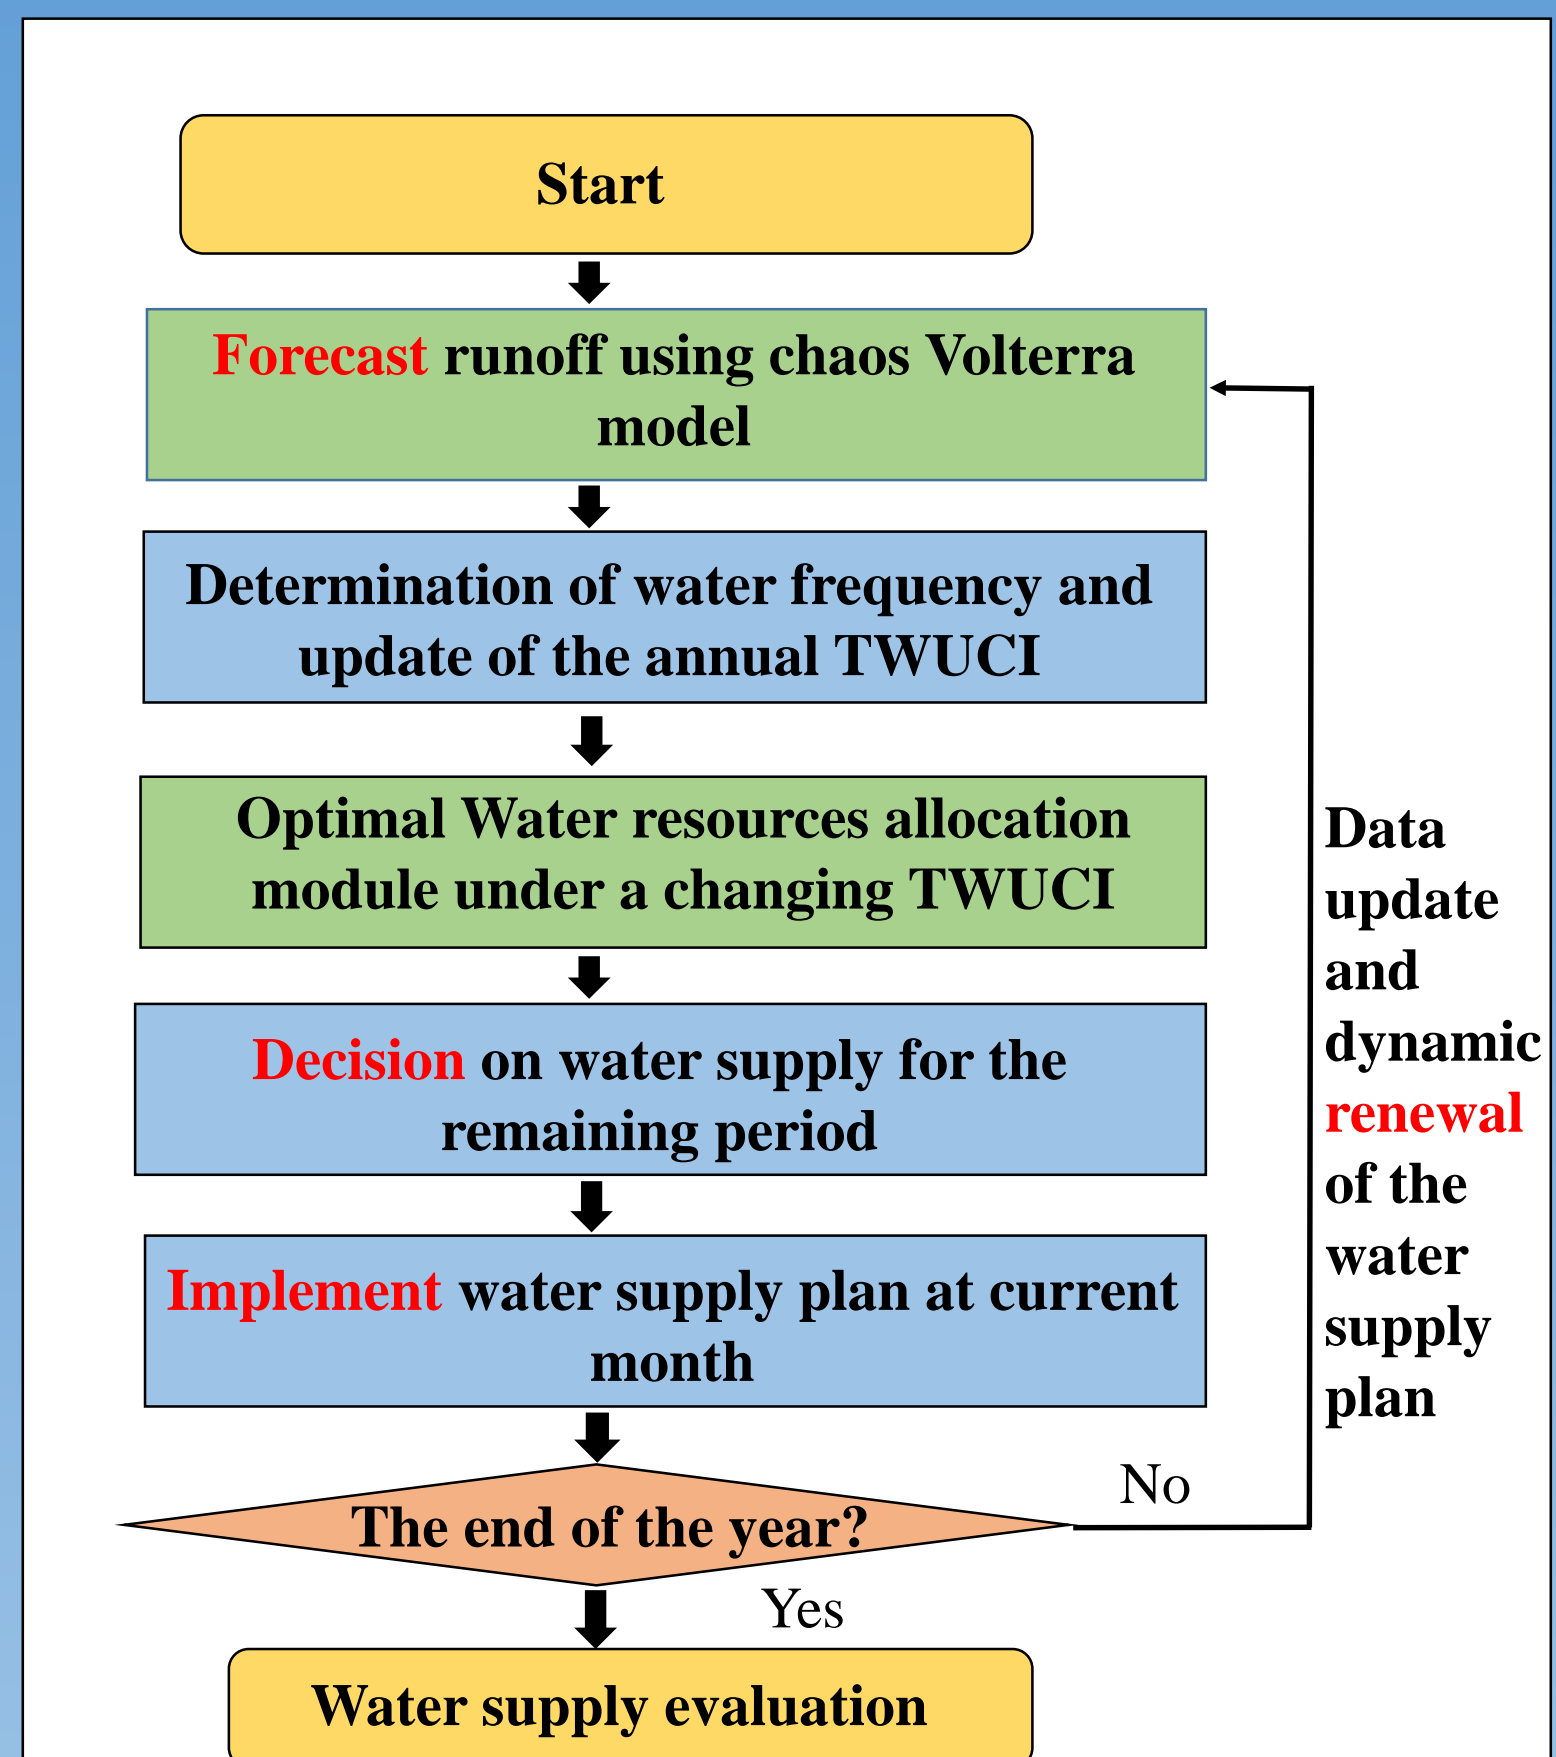 Start
Forecast runoff using chaos Volterra
model
Determination of water frequency and
update of the annual TWUCI
Optimal Water resources allocation
module under a changing TWUCI
Decision on water supply for the
remaining period
Implement water supply plan at current
month
The end of the year?
No
Yes
Water supply evaluation
Data
update
and
dynamic
renewal
of the
water
supply
plan